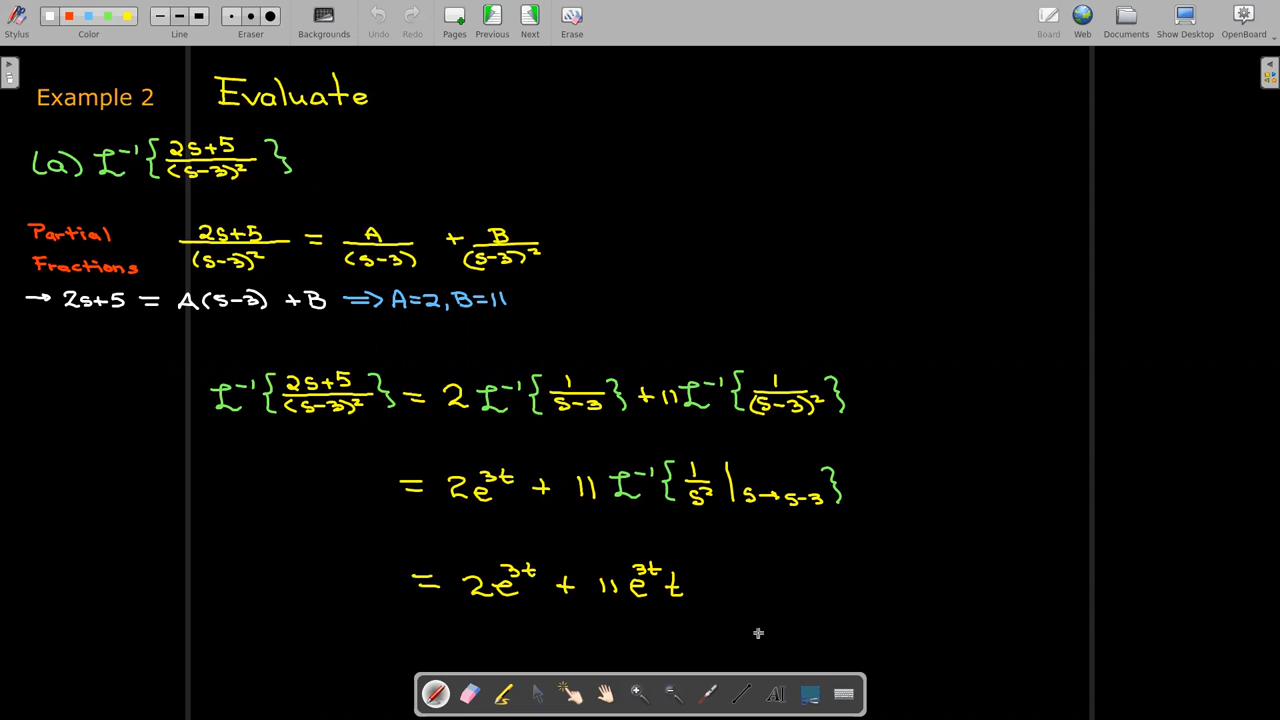 Stylus Color Line Eraser Backgrounds Undo Redo Pages Previous Next Erase Board Web Documents Show Desktop OpenBoard
Example 2 Evaluate
(a) ℒ⁻¹{(2s+5)/(s-3)²}
Partial Fractions (2s+5)/(s-3)² = A/(s-3) + B/(s-3)²
→ 2s+5 = A(s-3) + B ⟹ A=2, B=11
ℒ⁻¹{(2s+5)/(s-3)²} = 2ℒ⁻¹{1/(s-3)} + 11ℒ⁻¹{1/(s-3)²}
= 2e^{3t} + 11 ℒ⁻¹{1/s² |_{s→s-3}}
= 2e^{3t} + 11e^{3t}t
AI